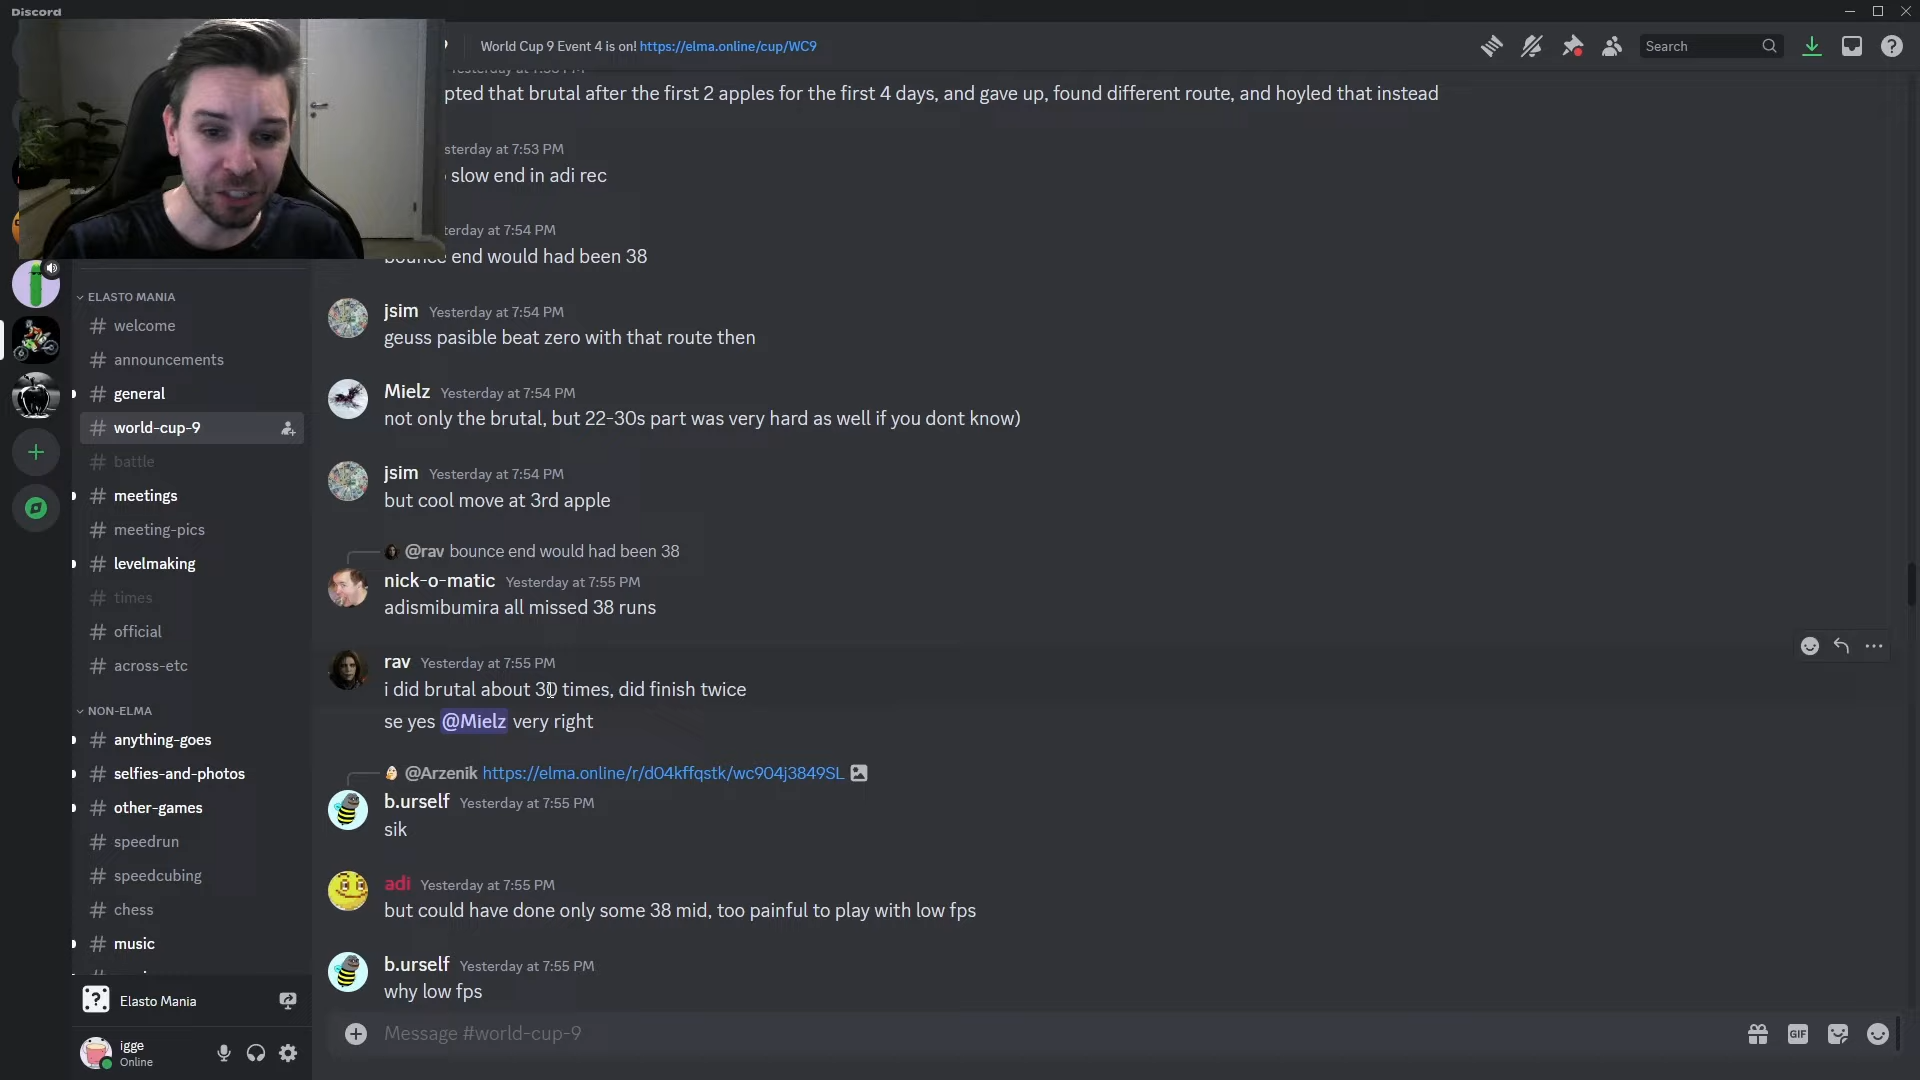 Discord
World Cup 9 Event 4 is on! https://elma.online/cup/WC9
Search
pted that brutal after the first 2 apples for the first 4 days, and gave up, found different route, and hoyled that instead
sterday at 7:53 PM
slow end in adi rec
terday at 7:54 PM
bounce end would had been 38
ELASTO MANIA
welcome
announcements
general
world-cup-9
battle
meetings
meeting-pics
levelmaking
times
official
across-etc
NON-ELMA
anything-goes
selfies-and-photos
other-games
speedrun
speedcubing
chess
music
Elasto Mania
igge
Online
jsim Yesterday at 7:54 PM
geuss pasible beat zero with that route then
Mielz Yesterday at 7:54 PM
not only the brutal, but 22-30s part was very hard as well if you dont know)
jsim Yesterday at 7:54 PM
but cool move at 3rd apple
@rav bounce end would had been 38
nick-o-matic Yesterday at 7:55 PM
adismibumira all missed 38 runs
rav Yesterday at 7:55 PM
i did brutal about 30 times, did finish twice
se yes @Mielz very right
@Arzenik https://elma.online/r/d04kffqstk/wc904j3849SL
b.urself Yesterday at 7:55 PM
sik
adi Yesterday at 7:55 PM
but could have done only some 38 mid, too painful to play with low fps
b.urself Yesterday at 7:55 PM
why low fps
Message #world-cup-9
GIF